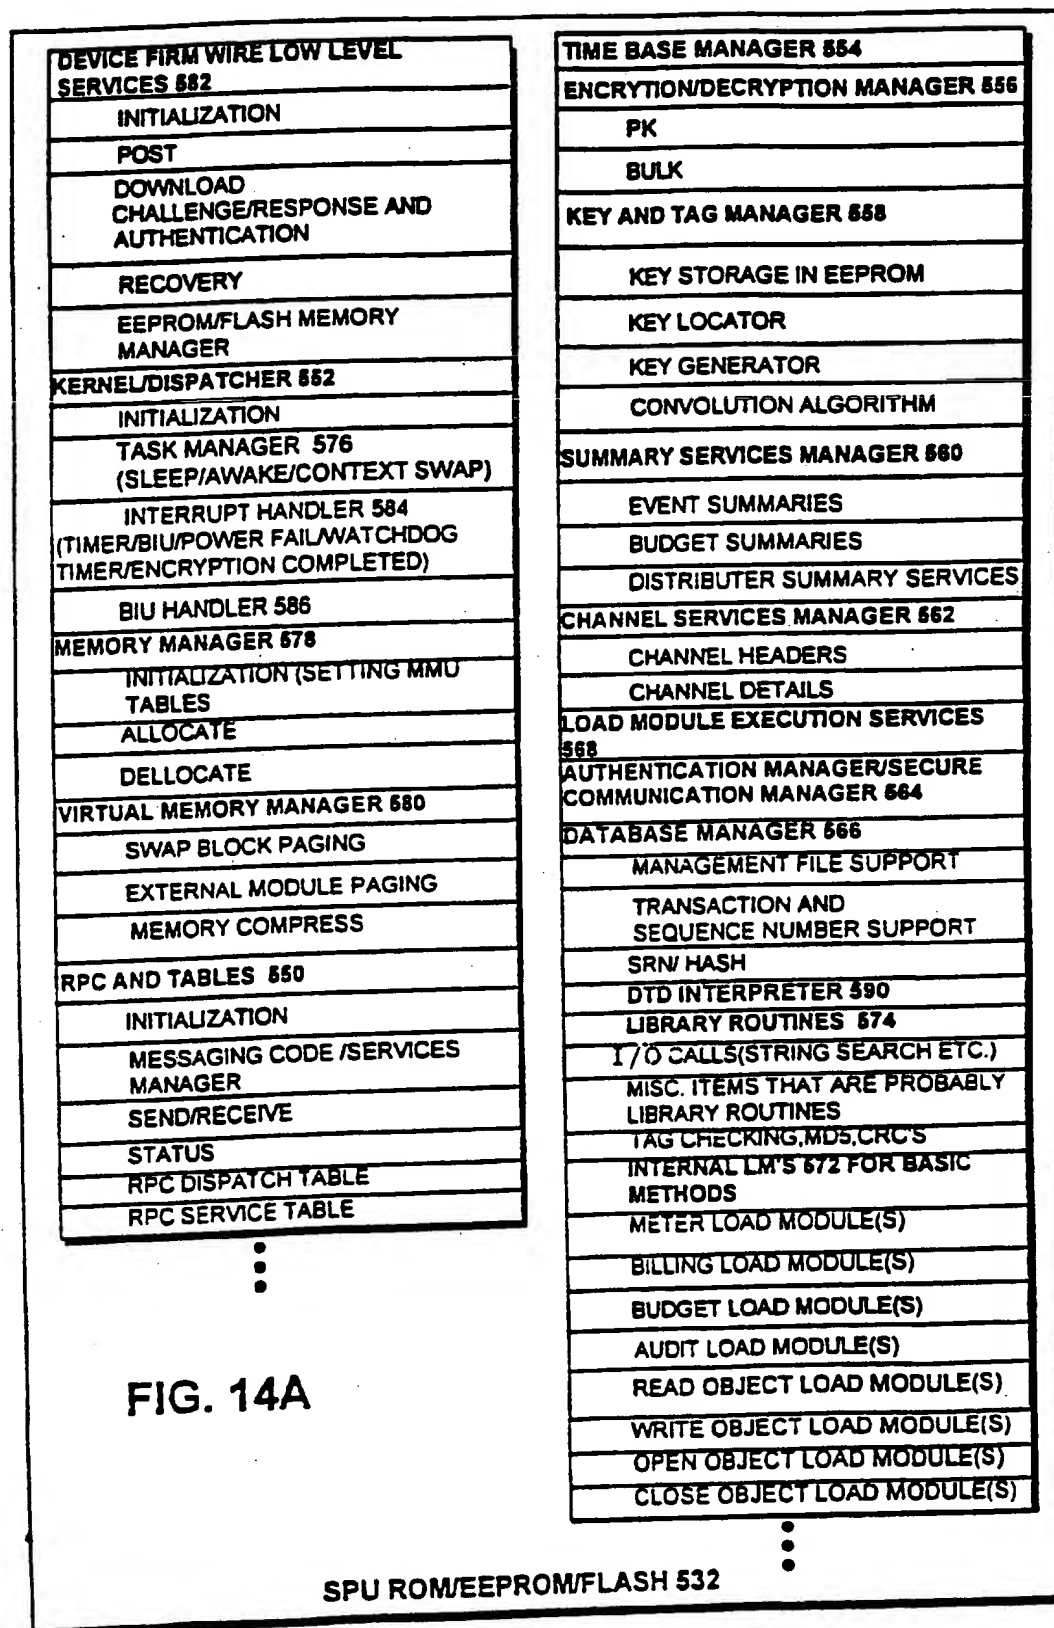 DEVICE FIRM WIRE LOW LEVEL
SERVICES 582
INITIALIZATION
POST
DOWNLOAD
CHALLENGE/RESPONSE AND
AUTHENTICATION
RECOVERY
EEPROM/FLASH MEMORY
MANAGER
KERNEL/DISPATCHER 552
INITIALIZATION
TASK MANAGER 576
(SLEEP/AWAKE/CONTEXT SWAP)
INTERRUPT HANDLER 584
(TIMER/BIU/POWER FAIL/WATCHDOG
TIMER/ENCRYPTION COMPLETED)
BIU HANDLER 586
MEMORY MANAGER 578
INITIALIZATION (SETTING MMU
TABLES
ALLOCATE
DELLOCATE
VIRTUAL MEMORY MANAGER 580
SWAP BLOCK PAGING
EXTERNAL MODULE PAGING
MEMORY COMPRESS
RPC AND TABLES 550
INITIALIZATION
MESSAGING CODE /SERVICES
MANAGER
SEND/RECEIVE
STATUS
RPC DISPATCH TABLE
RPC SERVICE TABLE
FIG. 14A
TIME BASE MANAGER 554
ENCRYTION/DECRYPTION MANAGER 556
PK
BULK
KEY AND TAG MANAGER 558
KEY STORAGE IN EEPROM
KEY LOCATOR
KEY GENERATOR
CONVOLUTION ALGORITHM
SUMMARY SERVICES MANAGER 560
EVENT SUMMARIES
BUDGET SUMMARIES
DISTRIBUTER SUMMARY SERVICES
CHANNEL SERVICES MANAGER 562
CHANNEL HEADERS
CHANNEL DETAILS
LOAD MODULE EXECUTION SERVICES
568
AUTHENTICATION MANAGER/SECURE
COMMUNICATION MANAGER 564
DATABASE MANAGER 566
MANAGEMENT FILE SUPPORT
TRANSACTION AND
SEQUENCE NUMBER SUPPORT
SRN/ HASH
DTD INTERPRETER 590
LIBRARY ROUTINES 574
I/O CALLS(STRING SEARCH ETC.)
MISC. ITEMS THAT ARE PROBABLY
LIBRARY ROUTINES
TAG CHECKING,MD5,CRC'S
INTERNAL LM'S 572 FOR BASIC
METHODS
METER LOAD MODULE(S)
BILLING LOAD MODULE(S)
BUDGET LOAD MODULE(S)
AUDIT LOAD MODULE(S)
READ OBJECT LOAD MODULE(S)
WRITE OBJECT LOAD MODULE(S)
OPEN OBJECT LOAD MODULE(S)
CLOSE OBJECT LOAD MODULE(S)
SPU ROM/EEPROM/FLASH 532